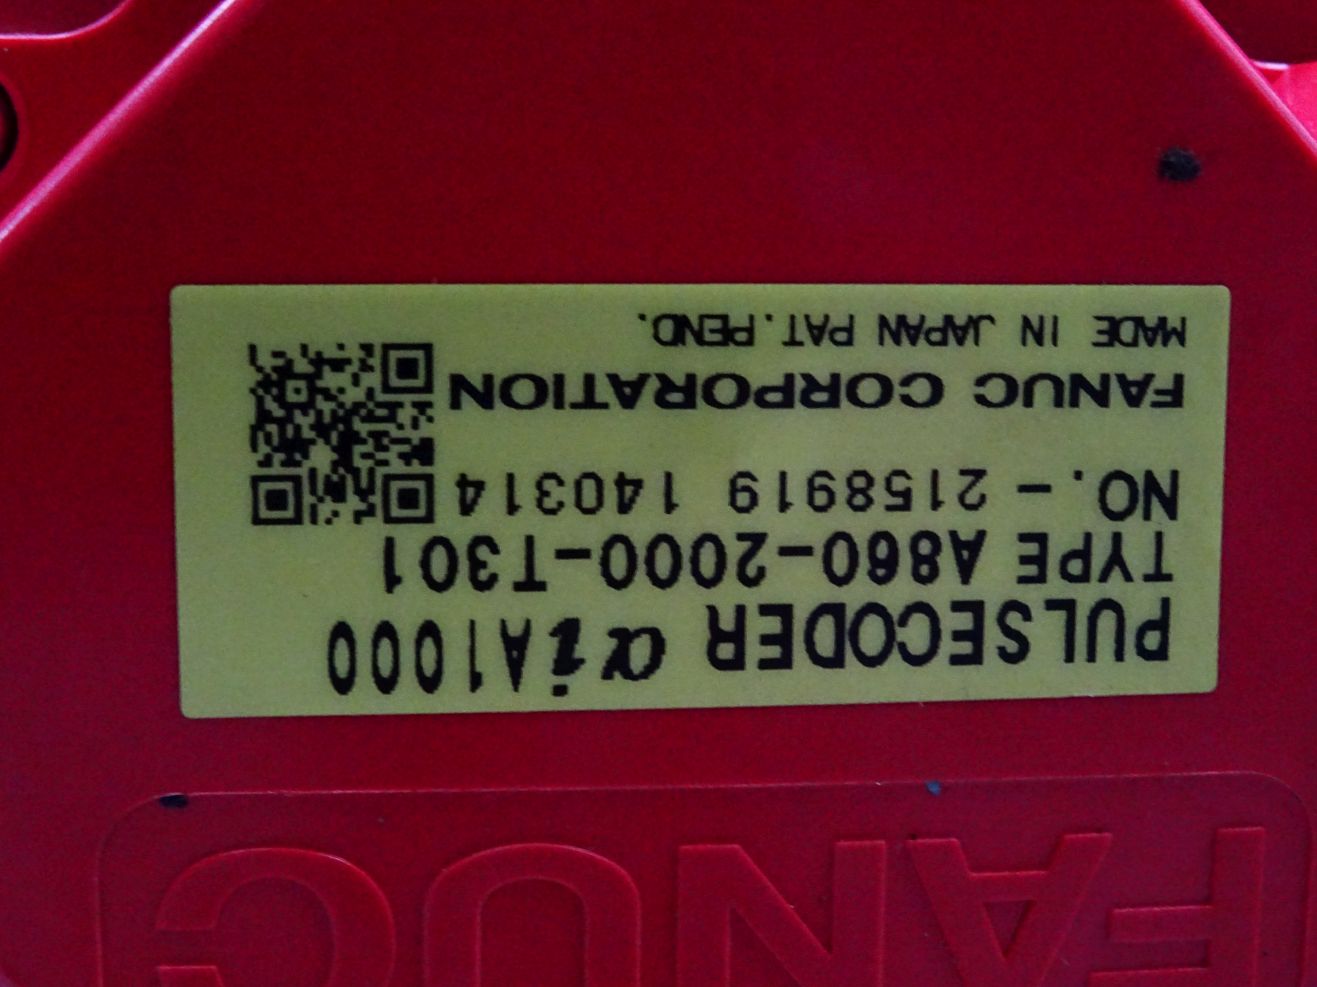 FANUC
PULSECODER αiA1000
TYPE A860-2000-T301
NO.- 2158919 140314
FANUC CORPORATION
MADE IN JAPAN PAT.PEND.